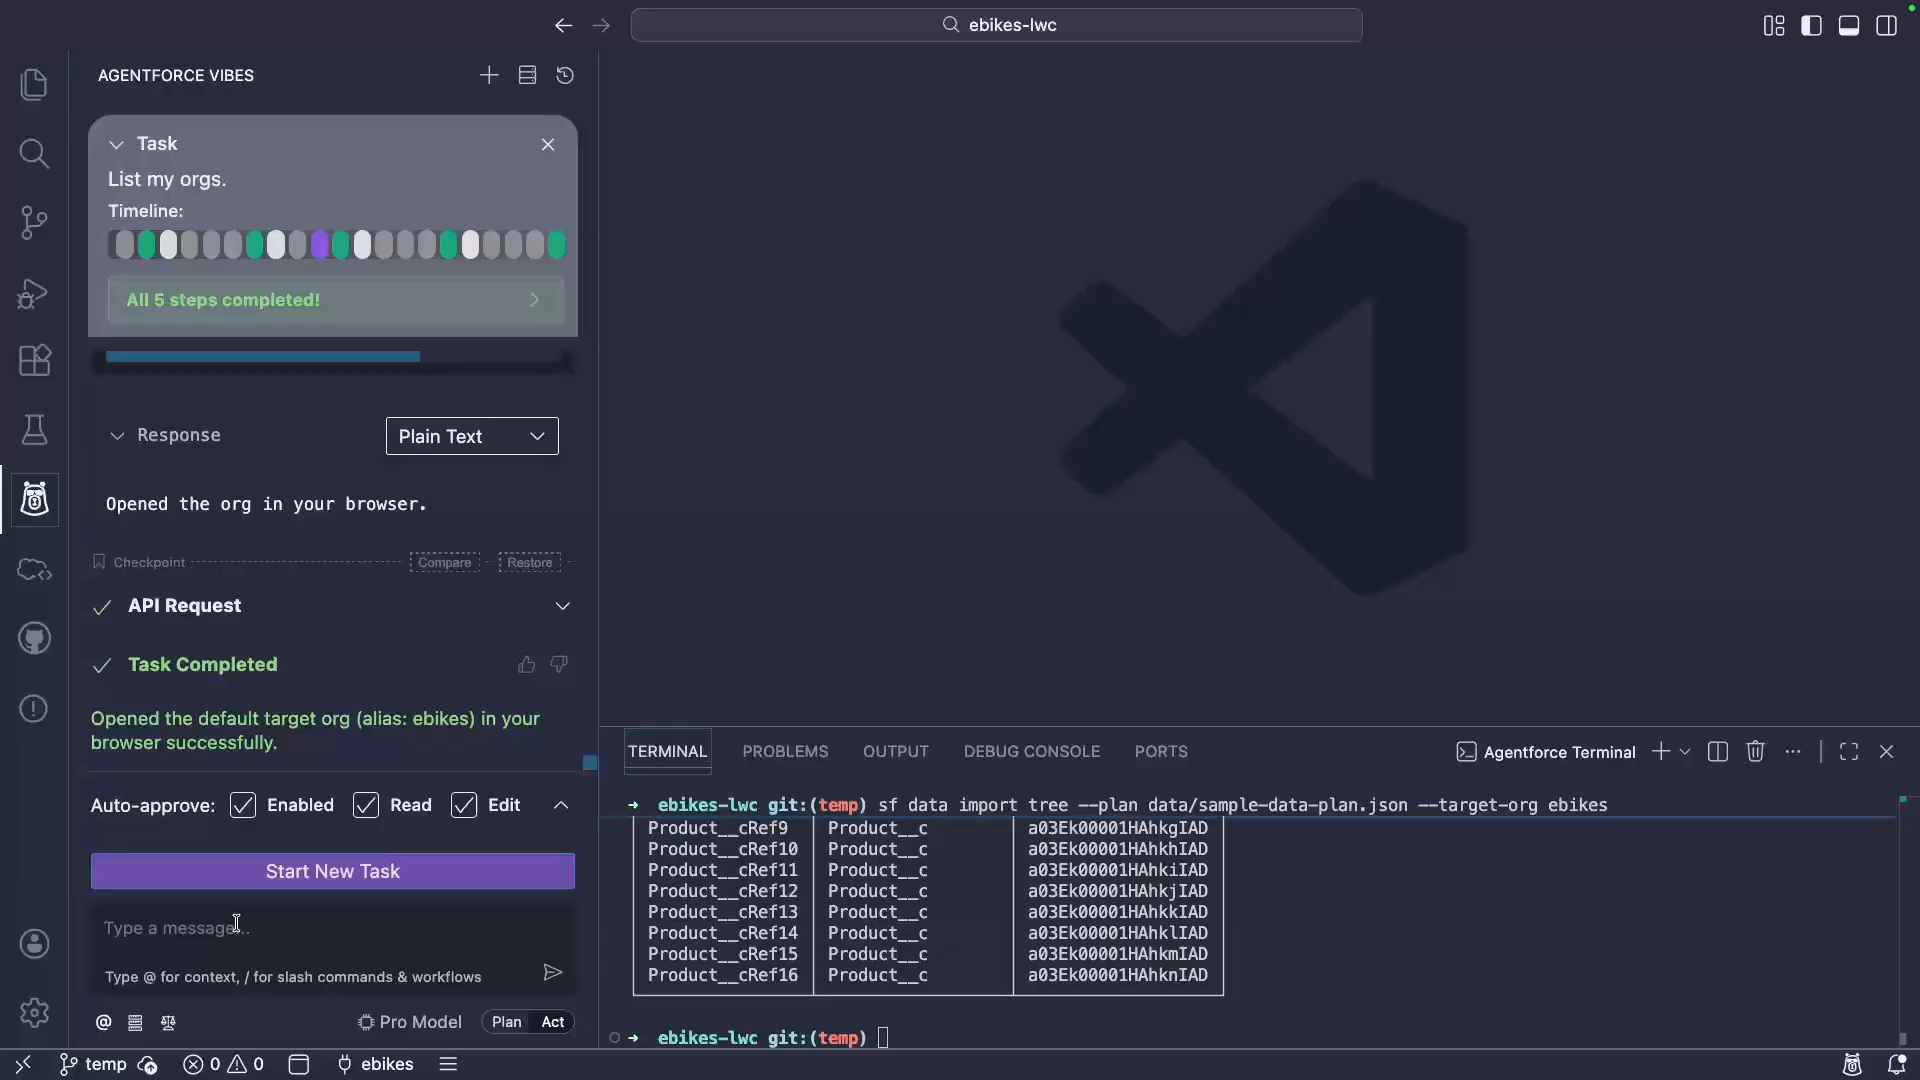 ebikes-lwc
AGENTFORCE VIBES
Task
List my orgs.
Timeline:
All 5 steps completed!
Response
Plain Text
Opened the org in your browser.
Checkpoint
Compare
Restore
API Request
Task Completed
Opened the default target org (alias: ebikes) in your
browser successfully.
Auto-approve: Enabled Read Edit
Start New Task
Type a message...
Type @ for context, / for slash commands & workflows
@
Pro Model
Plan Act
TERMINAL PROBLEMS OUTPUT DEBUG CONSOLE PORTS
Agentforce Terminal
→ ebikes-lwc git:(temp) sf data import tree --plan data/sample-data-plan.json --target-org ebikes
Product__cRef9 Product__c a03Ek00001HAhkgIAD
Product__cRef10 Product__c a03Ek00001HAhkhIAD
Product__cRef11 Product__c a03Ek00001HAhkiIAD
Product__cRef12 Product__c a03Ek00001HAhkjIAD
Product__cRef13 Product__c a03Ek00001HAhkkIAD
Product__cRef14 Product__c a03Ek00001HAhklIAD
Product__cRef15 Product__c a03Ek00001HAhkmIAD
Product__cRef16 Product__c a03Ek00001HAhknIAD
→ ebikes-lwc git:(temp)
temp 0 0 ebikes